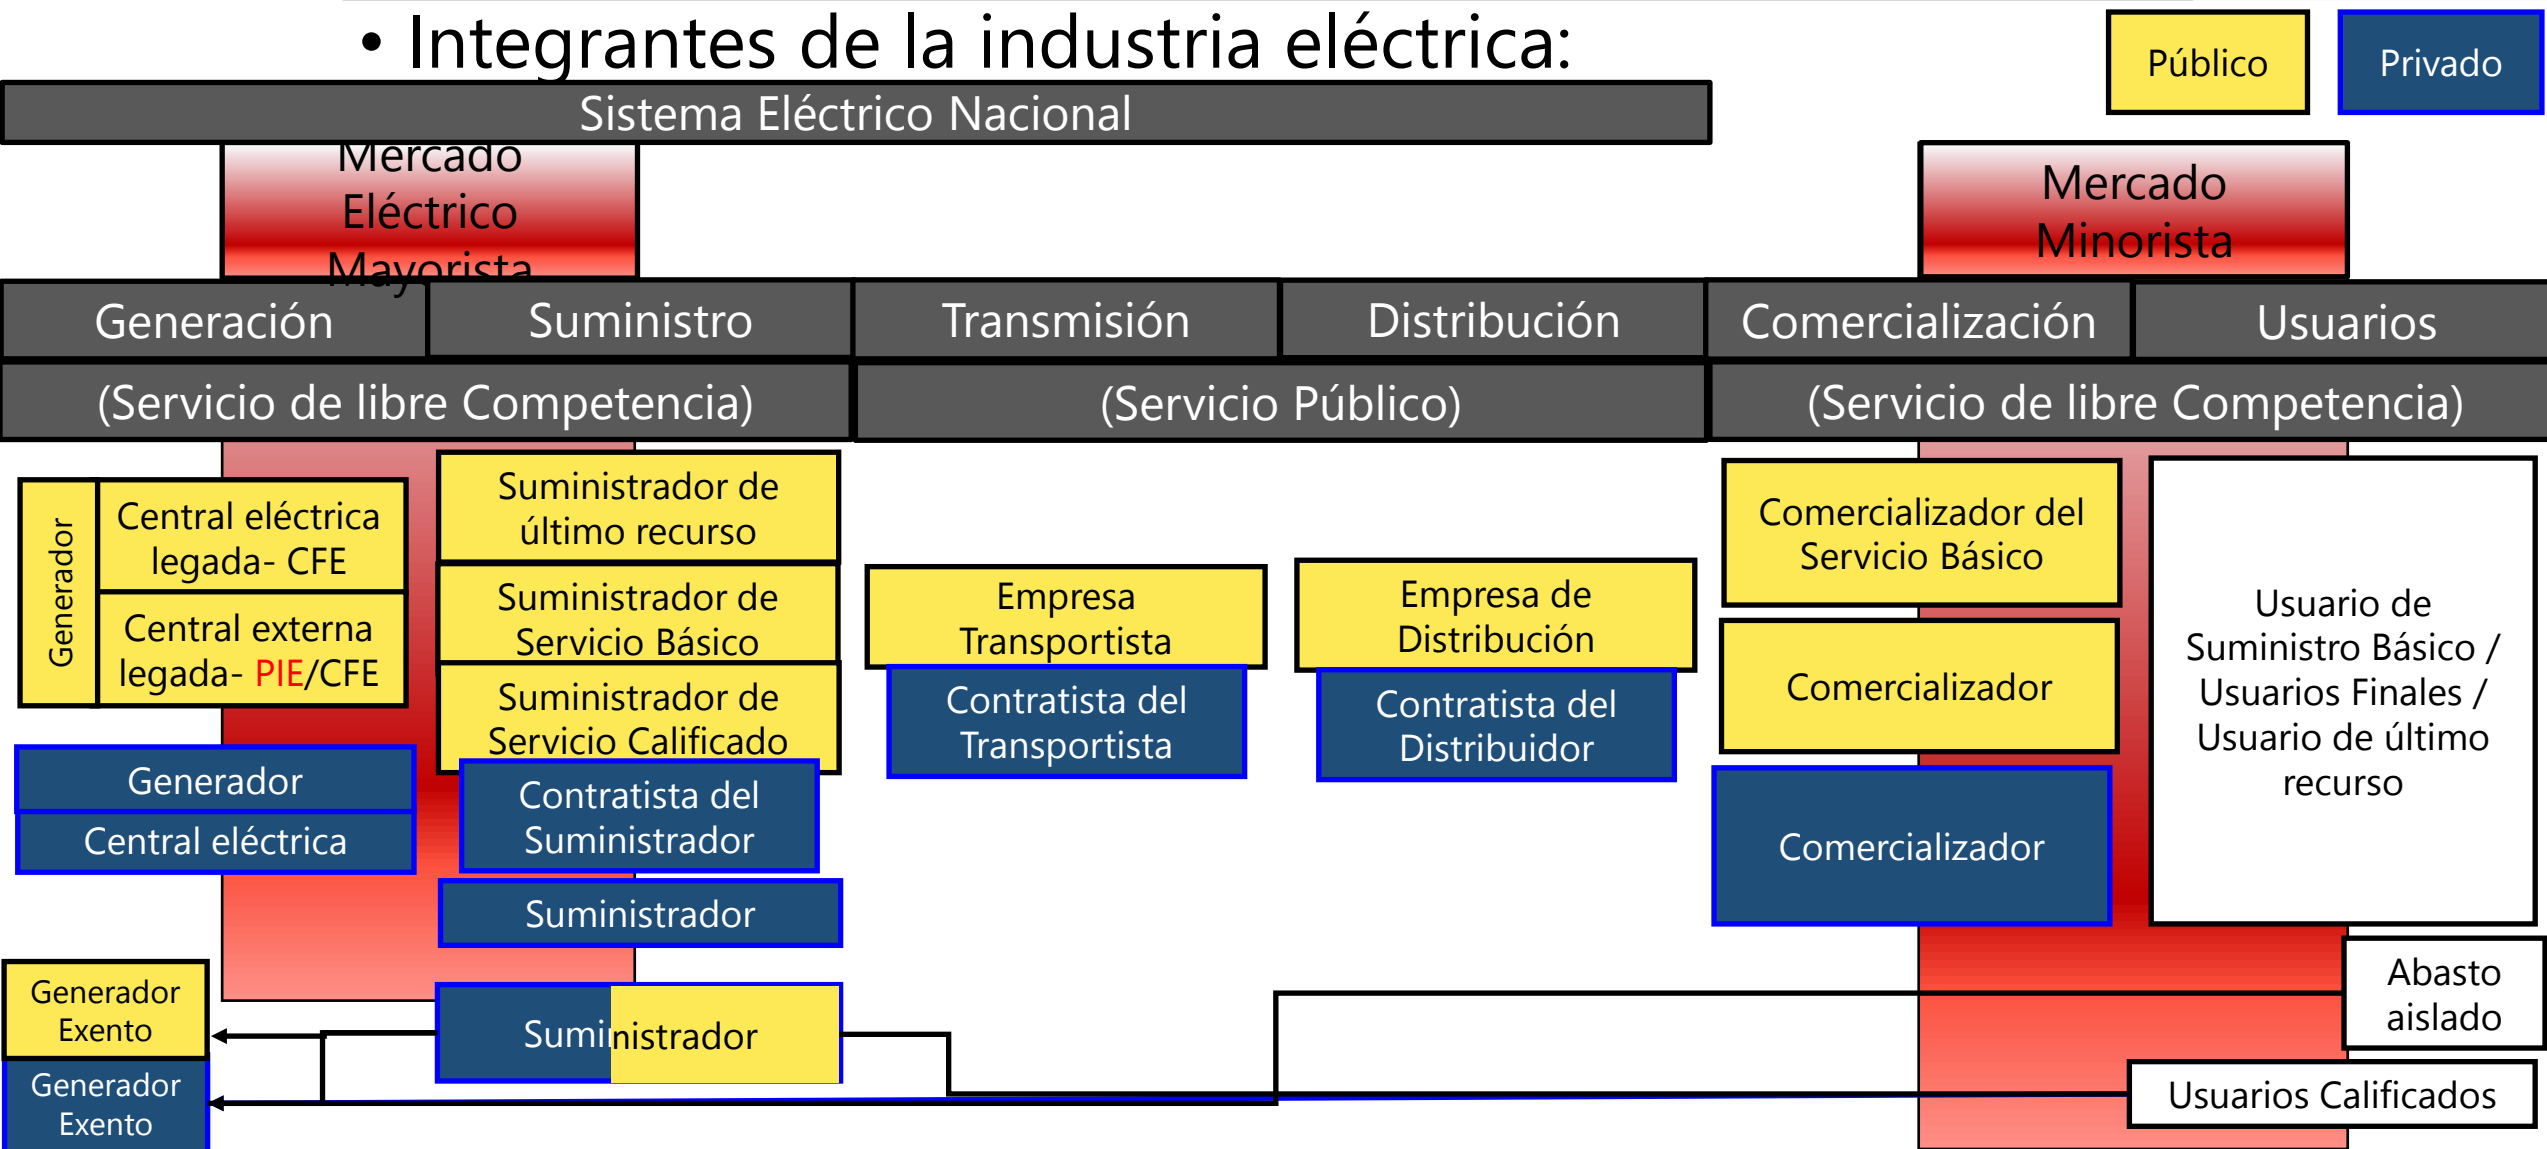 • Integrantes de la industria eléctrica:
Público
Privado
Sistema Eléctrico Nacional
Mercado
Eléctrico
Mayorista
Mercado
Minorista
Generación
Suministro
Transmisión
Distribución
Comercialización
Usuarios
(Servicio de libre Competencia)
(Servicio Público)
(Servicio de libre Competencia)
Generador
Central eléctrica
legada- CFE
Central externa
legada- PIE/CFE
Generador
Central eléctrica
Generador
Exento
Generador
Exento
Suministrador de
último recurso
Suministrador de
Servicio Básico
Suministrador de
Servicio Calificado
Contratista del
Suministrador
Suministrador
Suministrador
Empresa
Transportista
Contratista del
Transportista
Empresa de
Distribución
Contratista del
Distribuidor
Comercializador del
Servicio Básico
Comercializador
Comercializador
Usuario de
Suministro Básico /
Usuarios Finales /
Usuario de último
recurso
Abasto
aislado
Usuarios Calificados